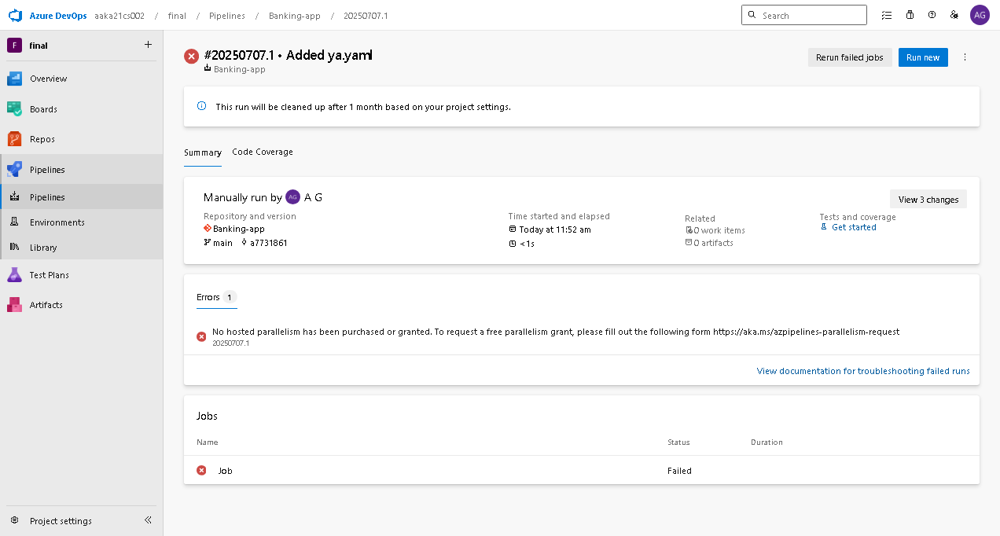 Azure DevOps aaka21cs002 / final / Pipelines / Banking-app / 20250707.1
Search
AG
F final +
Overview
Boards
Repos
Pipelines
Pipelines
Environments
Library
Test Plans
Artifacts
Project settings
#20250707.1 • Added ya.yaml
Banking-app
Rerun failed jobs
Run new
This run will be cleaned up after 1 month based on your project settings.
Summary
Code Coverage
Manually run by AG A G
View 3 changes
Repository and version
Banking-app
main a7731861
Time started and elapsed
Today at 11:52 am
<1s
Related
0 work items
0 artifacts
Tests and coverage
Get started
Errors 1
No hosted parallelism has been purchased or granted. To request a free parallelism grant, please fill out the following form https://aka.ms/azpipelines-parallelism-request
20250707.1
View documentation for troubleshooting failed runs
Jobs
Name Status Duration
Job Failed